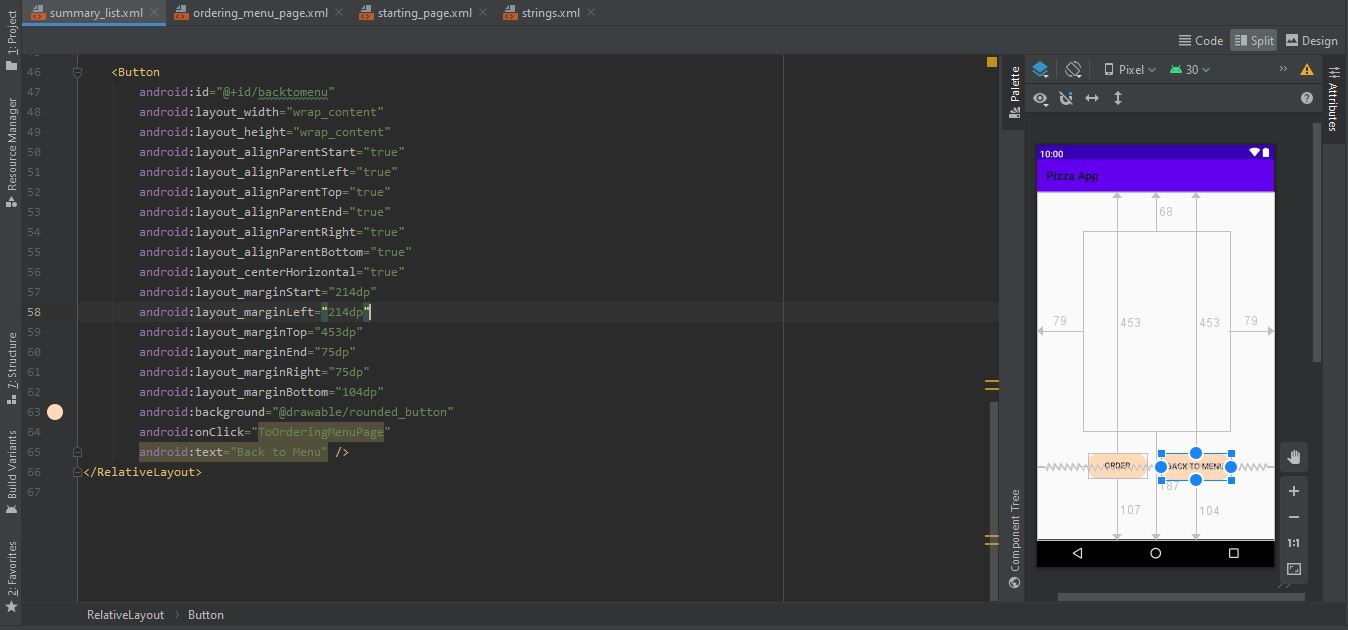 summary_list.xml ordering_menu_page.xml starting_page.xml strings.xml
Code Split Design
1: Project
Resource Manager
7: Structure
Build Variants
2: Favorites
46 <Button
47 android:id="@+id/backtomenu"
48 android:layout_width="wrap_content"
49 android:layout_height="wrap_content"
50 android:layout_alignParentStart="true"
51 android:layout_alignParentLeft="true"
52 android:layout_alignParentTop="true"
53 android:layout_alignParentEnd="true"
54 android:layout_alignParentRight="true"
55 android:layout_alignParentBottom="true"
56 android:layout_centerHorizontal="true"
57 android:layout_marginStart="214dp"
58 android:layout_marginLeft="214dp"
59 android:layout_marginTop="453dp"
60 android:layout_marginEnd="75dp"
61 android:layout_marginRight="75dp"
62 android:layout_marginBottom="104dp"
63 android:background="@drawable/rounded_button"
64 android:onClick="ToOrderingMenuPage"
65 android:text="Back to Menu" />
66 </RelativeLayout>
67
RelativeLayout Button
Palette
Component Tree
Pixel 30
Attributes
10:00
Pizza App
68
79 453 453 79
ORDER BACK TO MENU
187
107 104
1:1